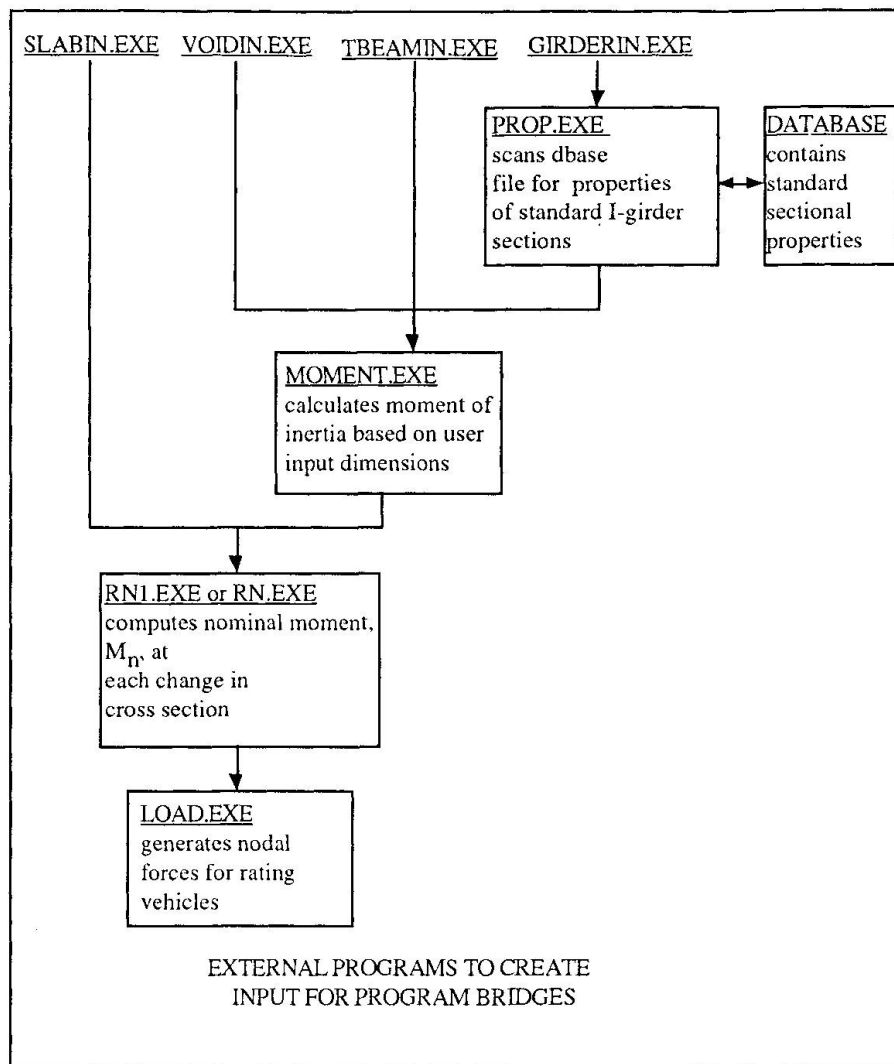 SLABIN.EXE VOIDIN.EXE TBEAMIN.EXE GIRDERIN.EXE
PROP.EXE
scans dbase
file for properties
of standard I-girder
sections
DATABASE
contains
standard
sectional
properties
MOMENT.EXE
calculates moment of
inertia based on user
input dimensions
RN1.EXE or RN.EXE
computes nominal moment,
Mn, at
each change in
cross section
LOAD.EXE
generates nodal
forces for rating
vehicles
EXTERNAL PROGRAMS TO CREATE
INPUT FOR PROGRAM BRIDGES